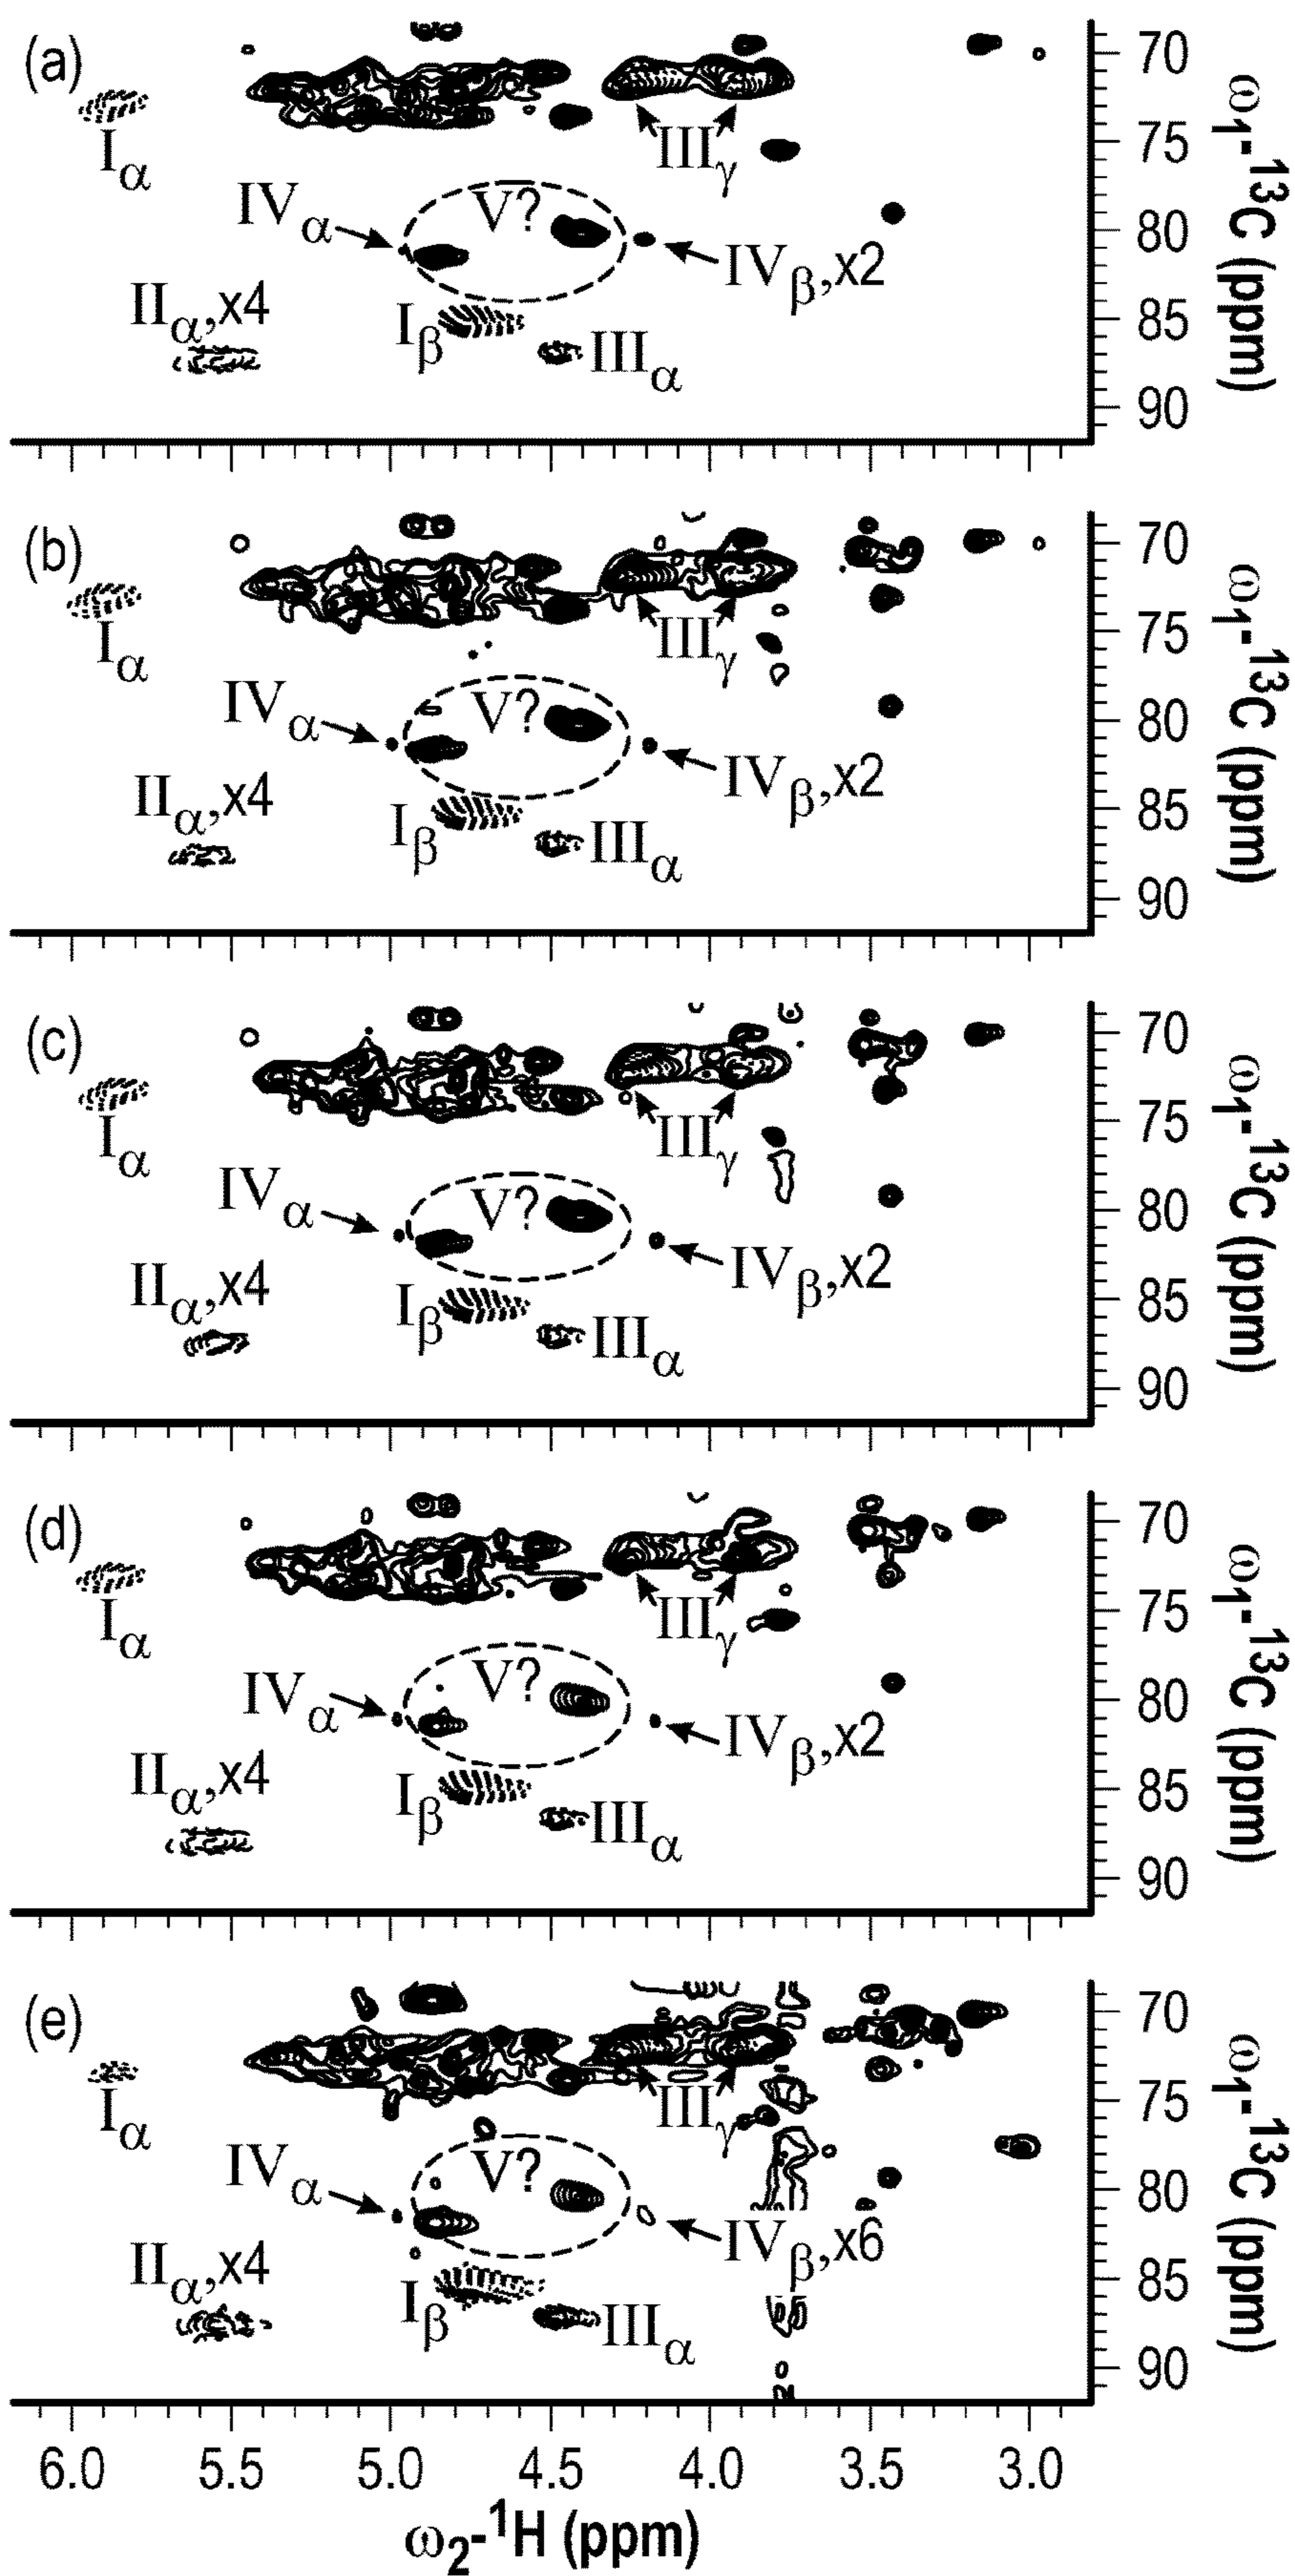 (a)
70
75
80
85
90
ω₁-¹³C (ppm)
Iα
IIIγ
IVα
V?
IVβ,x2
IIα,x4
Iβ
IIIα
(b)
70
75
80
85
90
ω₁-¹³C (ppm)
Iα
IIIγ
IVα
V?
IVβ,x2
IIα,x4
Iβ
IIIα
(c)
70
75
80
85
90
ω₁-¹³C (ppm)
Iα
IIIγ
IVα
V?
IVβ,x2
IIα,x4
Iβ
IIIα
(d)
70
75
80
85
90
ω₁-¹³C (ppm)
Iα
IIIγ
IVα
V?
IVβ,x2
IIα,x4
Iβ
IIIα
(e)
70
75
80
85
90
ω₁-¹³C (ppm)
Iα
IIIγ
IVα
V?
IVβ,x6
IIα,x4
Iβ
IIIα
6.0 5.5 5.0 4.5 4.0 3.5 3.0
ω₂-¹H (ppm)